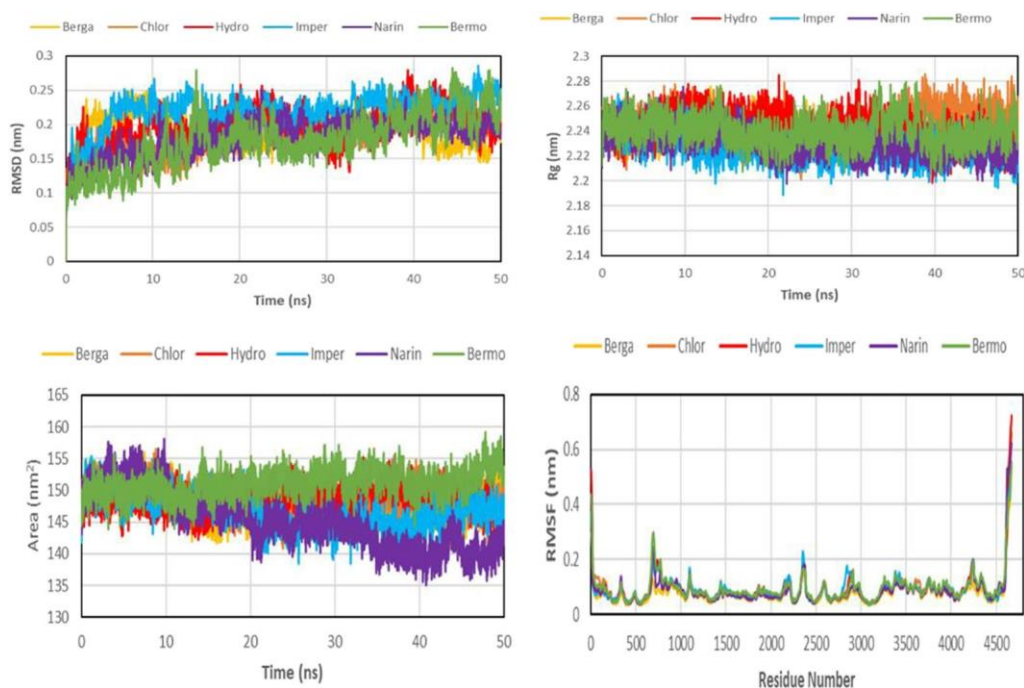 Berga Chlor Hydro Imper Narin Bermo
0.3
0.25
0.2
0.15
0.1
0.05
0
RMSD (nm)
0 10 20 30 40 50
Time (ns)
Berga Chlor Hydro Imper Narin Bermo
2.3
2.28
2.26
2.24
2.22
2.2
2.18
2.16
2.14
Rg (nm)
0 10 20 30 40 50
Time (ns)
Berga Chlor Hydro Imper Narin Bermo
165
160
155
150
145
140
135
130
Area (nm²)
0 10 20 30 40 50
Time (ns)
Berga Chlor Hydro Imper Narin Bermo
0.8
0.6
0.4
0.2
0
RMSF (nm)
0 500 1000 1500 2000 2500 3000 3500 4000 4500
Residue Number